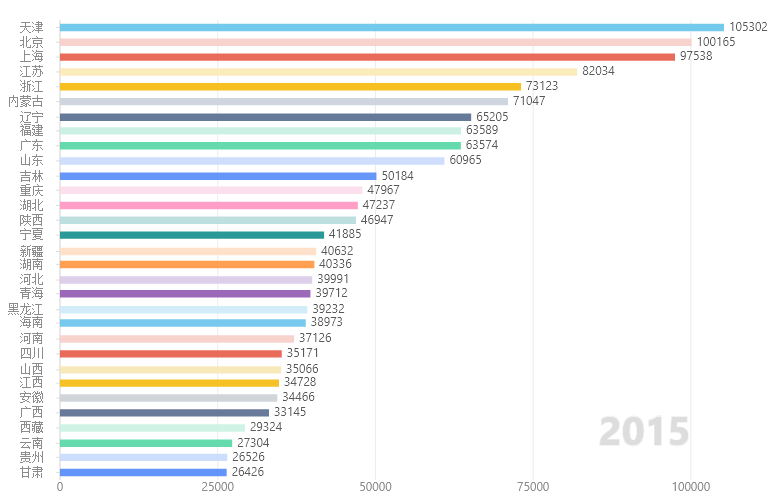 天津 105302
北京 100165
上海 97538
江苏 82034
浙江 73123
内蒙古 71047
辽宁 65205
福建 63589
广东 63574
山东 60965
吉林 50184
重庆 47967
湖北 47237
陕西 46947
宁夏 41885
新疆 40632
湖南 40336
河北 39991
青海 39712
黑龙江 39232
海南 38973
河南 37126
四川 35171
山西 35066
江西 34728
安徽 34466
广西 33145
西藏 29324
2015
云南 27304
贵州 26526
甘肃 26426
0 25000 50000 75000 100000